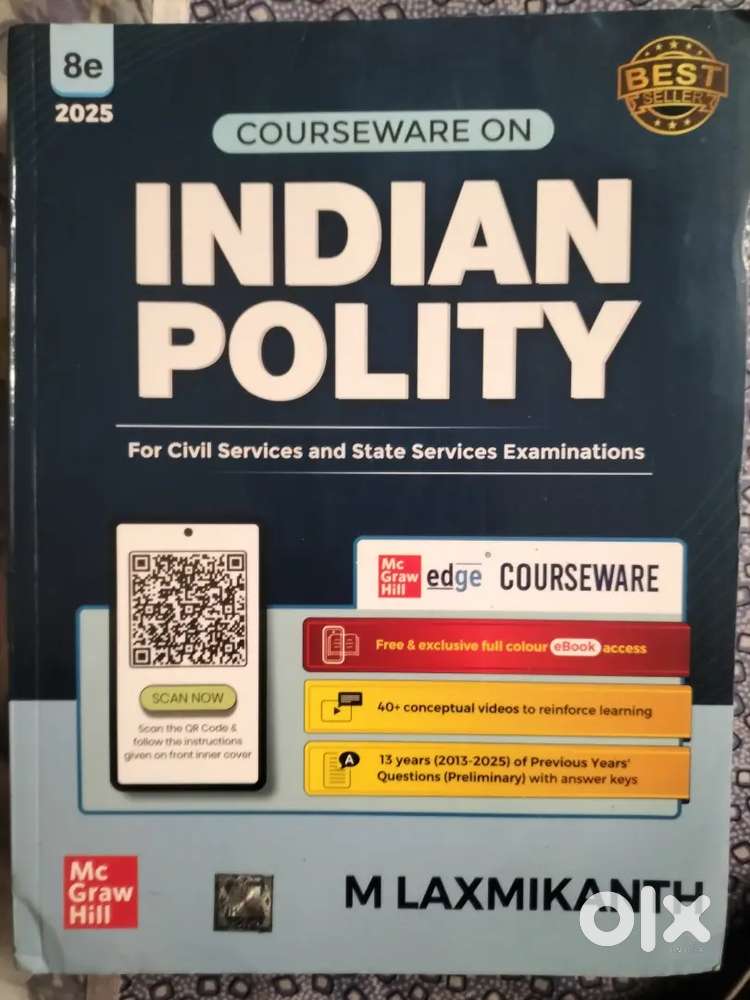 8e
2025
BEST
SELLER
COURSEWARE ON
INDIAN
POLITY
For Civil Services and State Services Examinations
Mc
Graw
Hill
edge® COURSEWARE
Free & exclusive full colour eBook access
40+ conceptual videos to reinforce learning
A
13 years (2013-2025) of Previous Years'
Questions (Preliminary) with answer keys
SCAN NOW
Scan the QR Code &
follow the instructions
given on front inner cover
Mc
Graw
Hill
M LAXMIKANTH
olx